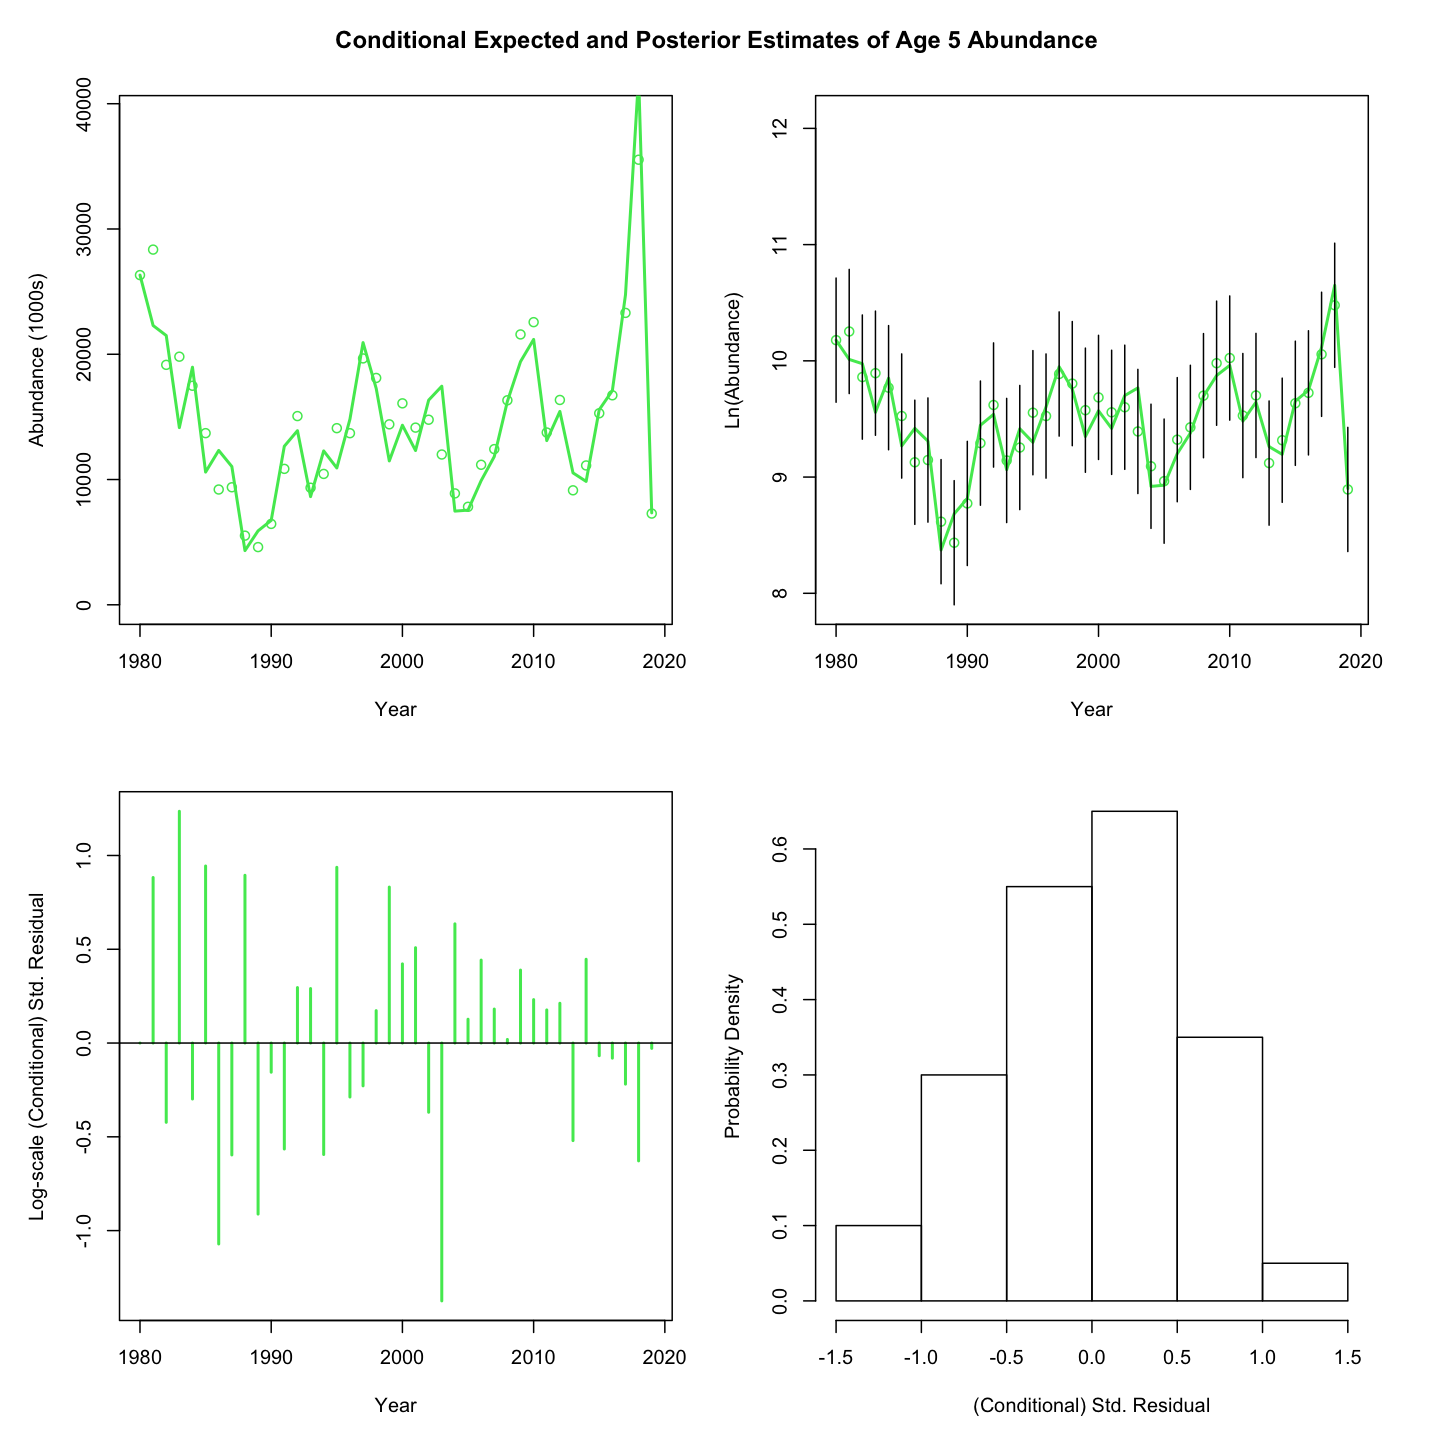 Conditional Expected and Posterior Estimates of Age 5 Abundance
Abundance (1000s)
40000
30000
20000
10000
0
1980 1990 2000 2010 2020
Year
Ln(Abundance)
12
11
10
9
8
1980 1990 2000 2010 2020
Year
Log-scale (Conditional) Std. Residual
1.0
0.5
0.0
-0.5
-1.0
1980 1990 2000 2010 2020
Year
Probability Density
0.6
0.5
0.4
0.3
0.2
0.1
0.0
-1.5 -1.0 -0.5 0.0 0.5 1.0 1.5
(Conditional) Std. Residual